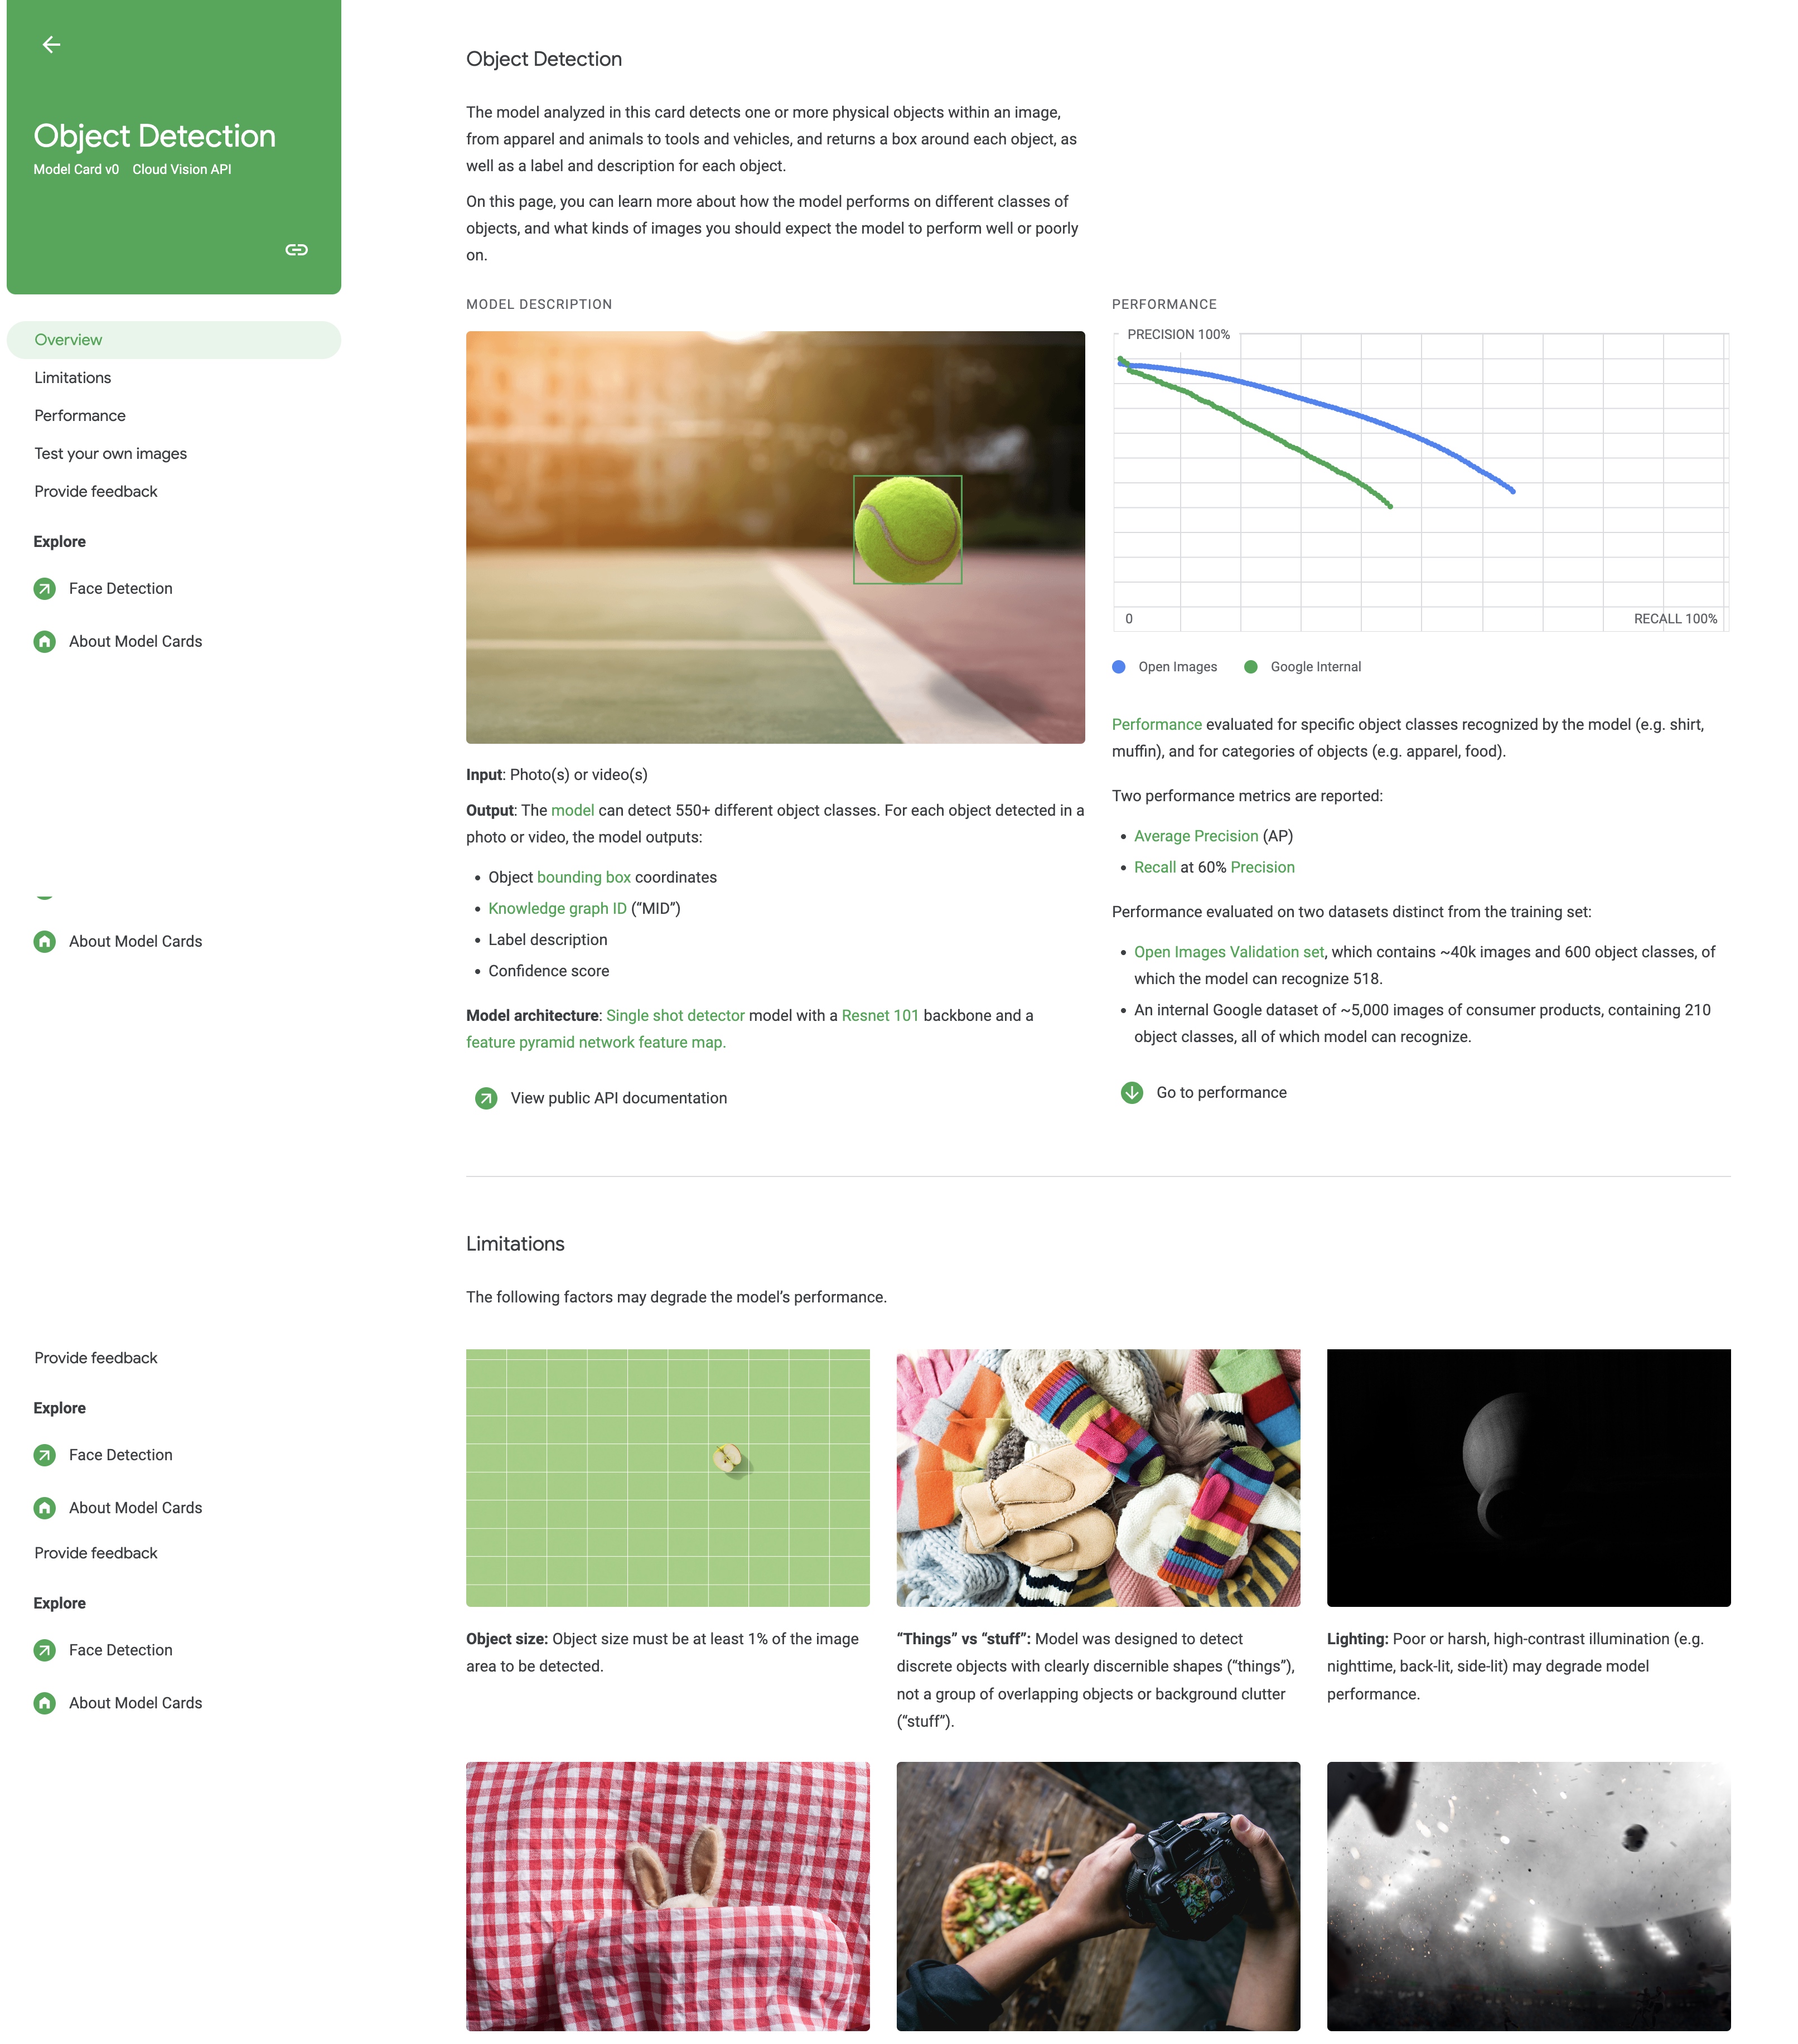 Object Detection
Model Card v0 Cloud Vision API
Overview
Limitations
Performance
Test your own images
Provide feedback
Explore
Face Detection
About Model Cards
About Model Cards
Provide feedback
Explore
Face Detection
About Model Cards
Provide feedback
Explore
Face Detection
About Model Cards
Object Detection
The model analyzed in this card detects one or more physical objects within an image,
from apparel and animals to tools and vehicles, and returns a box around each object, as
well as a label and description for each object.
On this page, you can learn more about how the model performs on different classes of
objects, and what kinds of images you should expect the model to perform well or poorly
on.
MODEL DESCRIPTION
Input: Photo(s) or video(s)
Output: The model can detect 550+ different object classes. For each object detected in a
photo or video, the model outputs:
• Object bounding box coordinates
• Knowledge graph ID (“MID”)
• Label description
• Confidence score
Model architecture: Single shot detector model with a Resnet 101 backbone and a
feature pyramid network feature map.
View public API documentation
PERFORMANCE
PRECISION 100%
0
RECALL 100%
Open Images Google Internal
Performance evaluated for specific object classes recognized by the model (e.g. shirt,
muffin), and for categories of objects (e.g. apparel, food).
Two performance metrics are reported:
• Average Precision (AP)
• Recall at 60% Precision
Performance evaluated on two datasets distinct from the training set:
• Open Images Validation set, which contains ~40k images and 600 object classes, of
which the model can recognize 518.
• An internal Google dataset of ~5,000 images of consumer products, containing 210
object classes, all of which model can recognize.
Go to performance
Limitations
The following factors may degrade the model’s performance.
Object size: Object size must be at least 1% of the image
area to be detected.
“Things” vs “stuff”: Model was designed to detect
discrete objects with clearly discernible shapes (“things”),
not a group of overlapping objects or background clutter
(“stuff”).
Lighting: Poor or harsh, high-contrast illumination (e.g.
nighttime, back-lit, side-lit) may degrade model
performance.